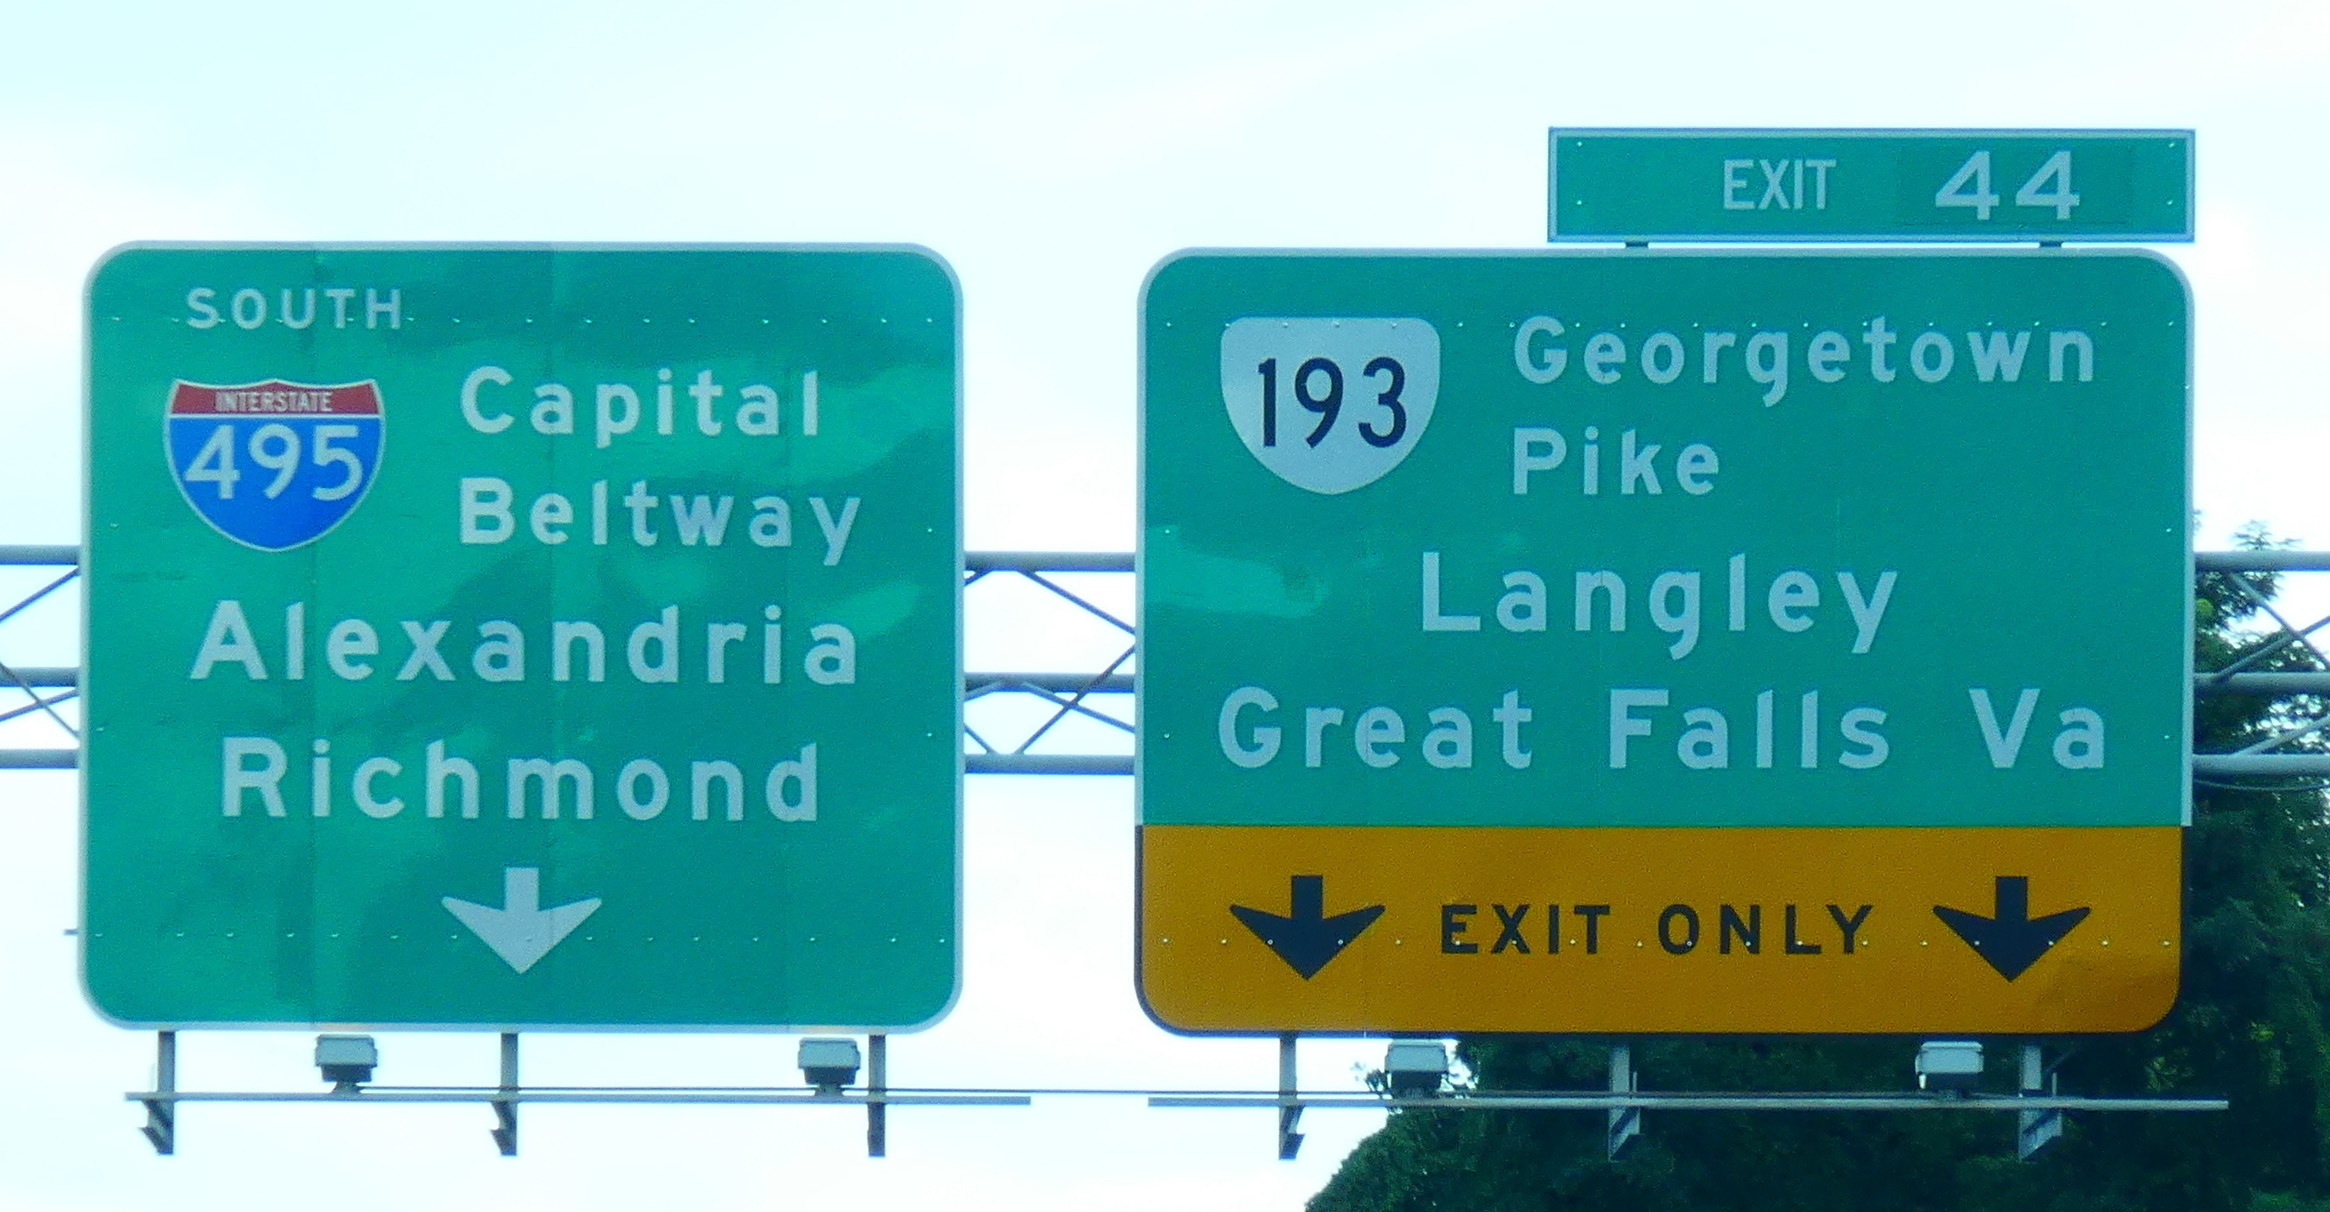 SOUTH
INTERSTATE
495
Capital
Beltway
Alexandria
Richmond
EXIT 44
193
Georgetown
Pike
Langley
Great Falls Va
EXIT ONLY